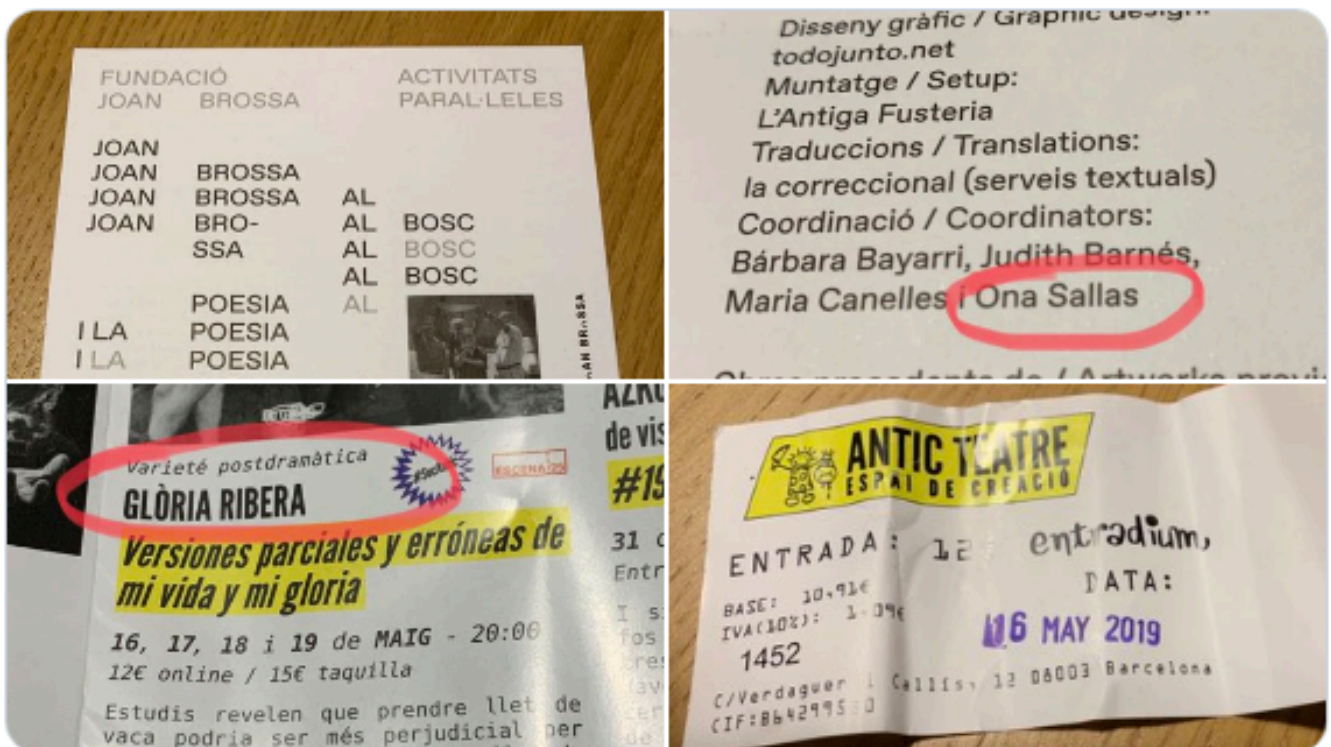 FUNDACIÓ ACTIVITATS
JOAN BROSSA PARAL·LELES
JOAN
JOAN BROSSA
JOAN BROSSA AL
JOAN BRO- AL BOSC
SSA AL BOSC
AL BOSC
POESIA AL
I LA POESIA
I LA POESIA
AN BROSSA
Disseny gràfic / Graphic design:
todojunto.net
Muntatge / Setup:
L'Antiga Fusteria
Traduccions / Translations:
la correccional (serveis textuals)
Coordinació / Coordinators:
Bárbara Bayarri, Judith Barnés,
Maria Canelles i Ona Sallas
Varieté postdramàtica
ESCENA
GLÒRIA RIBERA
Versiones parciales y erróneas de
mi vida y mi gloria
16, 17, 18 i 19 de MAIG - 20:00
12€ online / 15€ taquilla
Estudis revelen que prendre llet de
vaca podria ser més perjudicial per
de vis
#19
31
Entr
I
fos
ANTIC TEATRE
ESPAI DE CREACIÓ
ENTRADA: 12 entradium,
BASE: 10.91€ DATA:
IVA(10%): 1.09€ 16 MAY 2019
1452
C/Verdaguer i Callís, 12 08003 Barcelona